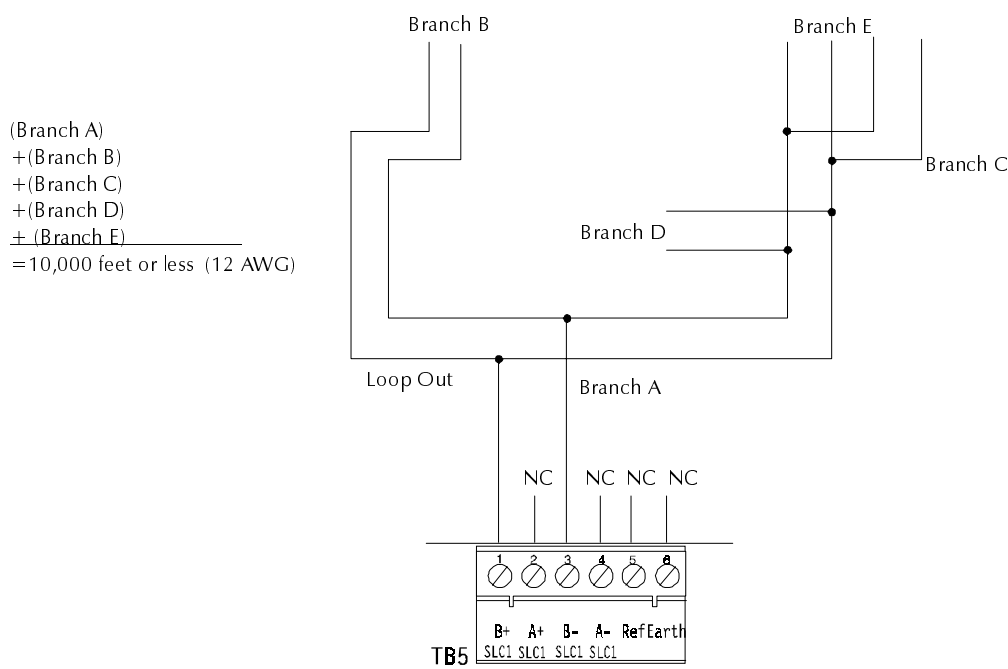 Branch B
Branch E
(Branch A)
+(Branch B)
+(Branch C)
+(Branch D)
+ (Branch E)
=10,000 feet or less (12 AWG)
Branch C
Branch D
Loop Out
Branch A
NC
NC
NC
NC
1 2 3 4 5 6
B+ A+ B- A- Ref Earth
SLC1 SLC1 SLC1 SLC1
TB5